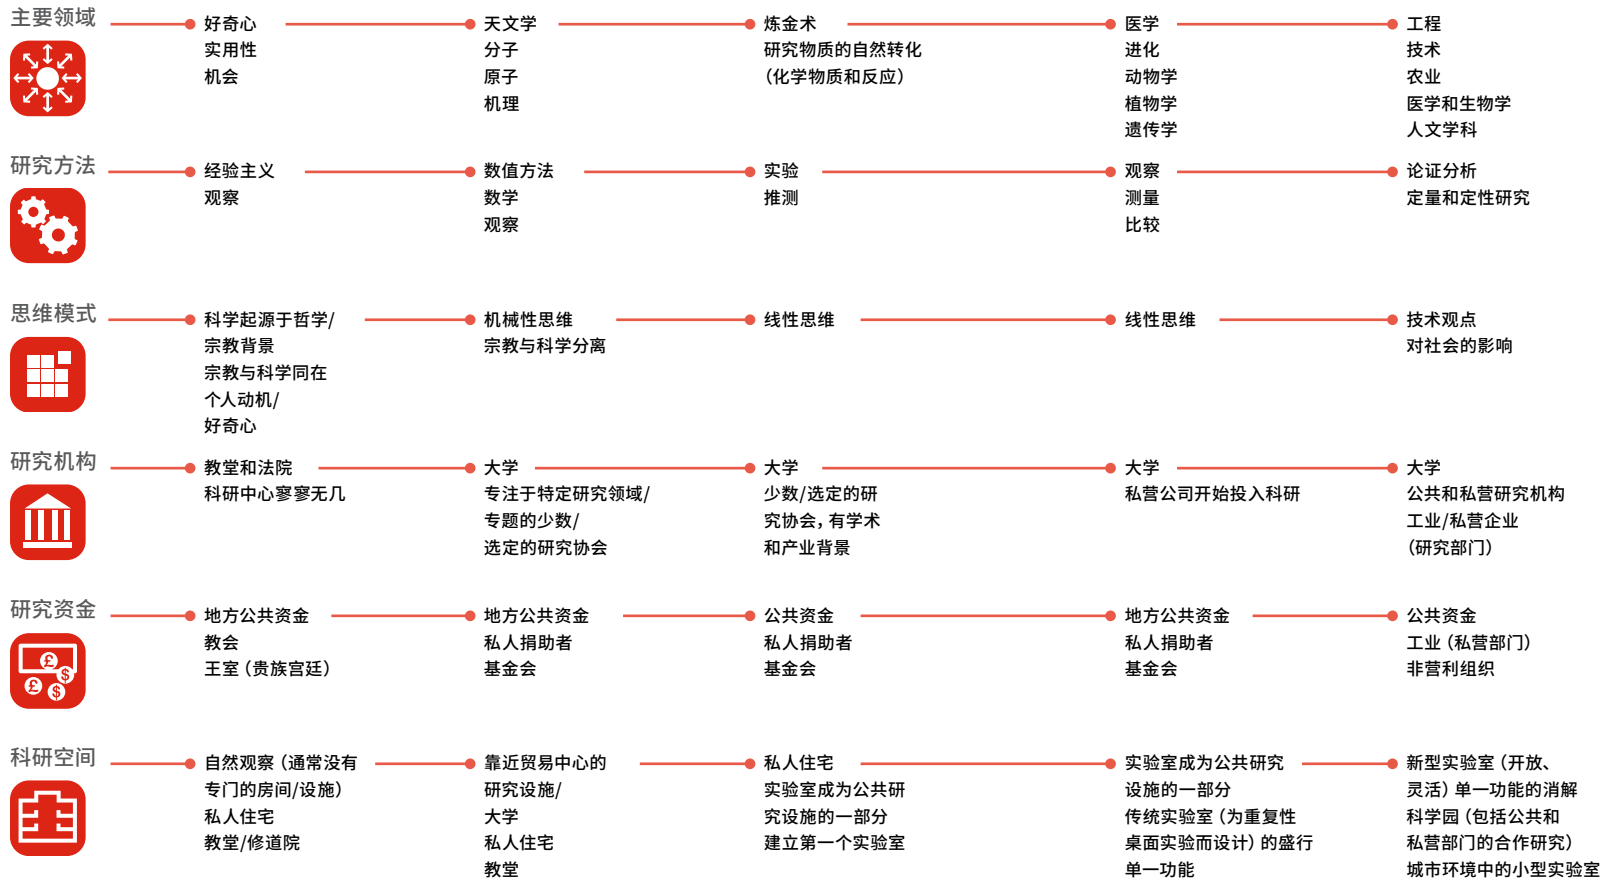 主要领域
好奇心
实用性
机会
天文学
分子
原子
机理
炼金术
研究物质的自然转化
（化学物质和反应）
医学
进化
动物学
植物学
遗传学
工程
技术
农业
医学和生物学
人文学科
研究方法
经验主义
观察
数值方法
数学
观察
实验
推测
观察
测量
比较
论证分析
定量和定性研究
思维模式
科学起源于哲学/
宗教背景
宗教与科学同在
个人动机/
好奇心
机械性思维
宗教与科学分离
线性思维
线性思维
技术观点
对社会的影响
研究机构
教堂和法院
科研中心寥寥无几
大学
专注于特定研究领域/
专题的少数/
选定的研究协会
大学
少数/选定的研
究协会，有学术
和产业背景
大学
私营公司开始投入科研
大学
公共和私营研究机构
工业/私营企业
（研究部门）
研究资金
£
$
£
$
地方公共资金
教会
王室（贵族宫廷）
地方公共资金
私人捐助者
基金会
公共资金
私人捐助者
基金会
地方公共资金
私人捐助者
基金会
公共资金
工业（私营部门）
非营利组织
科研空间
自然观察（通常没有
专门的房间/设施）
私人住宅
教堂/修道院
靠近贸易中心的
研究设施/
大学
私人住宅
教堂
私人住宅
实验室成为公共研
究设施的一部分
建立第一个实验室
实验室成为公共研究
设施的一部分
传统实验室（为重复性
桌面实验而设计）的盛行
单一功能
新型实验室（开放、
灵活）单一功能的消解
科学园（包括公共和
私营部门的合作研究）
城市环境中的小型实验室